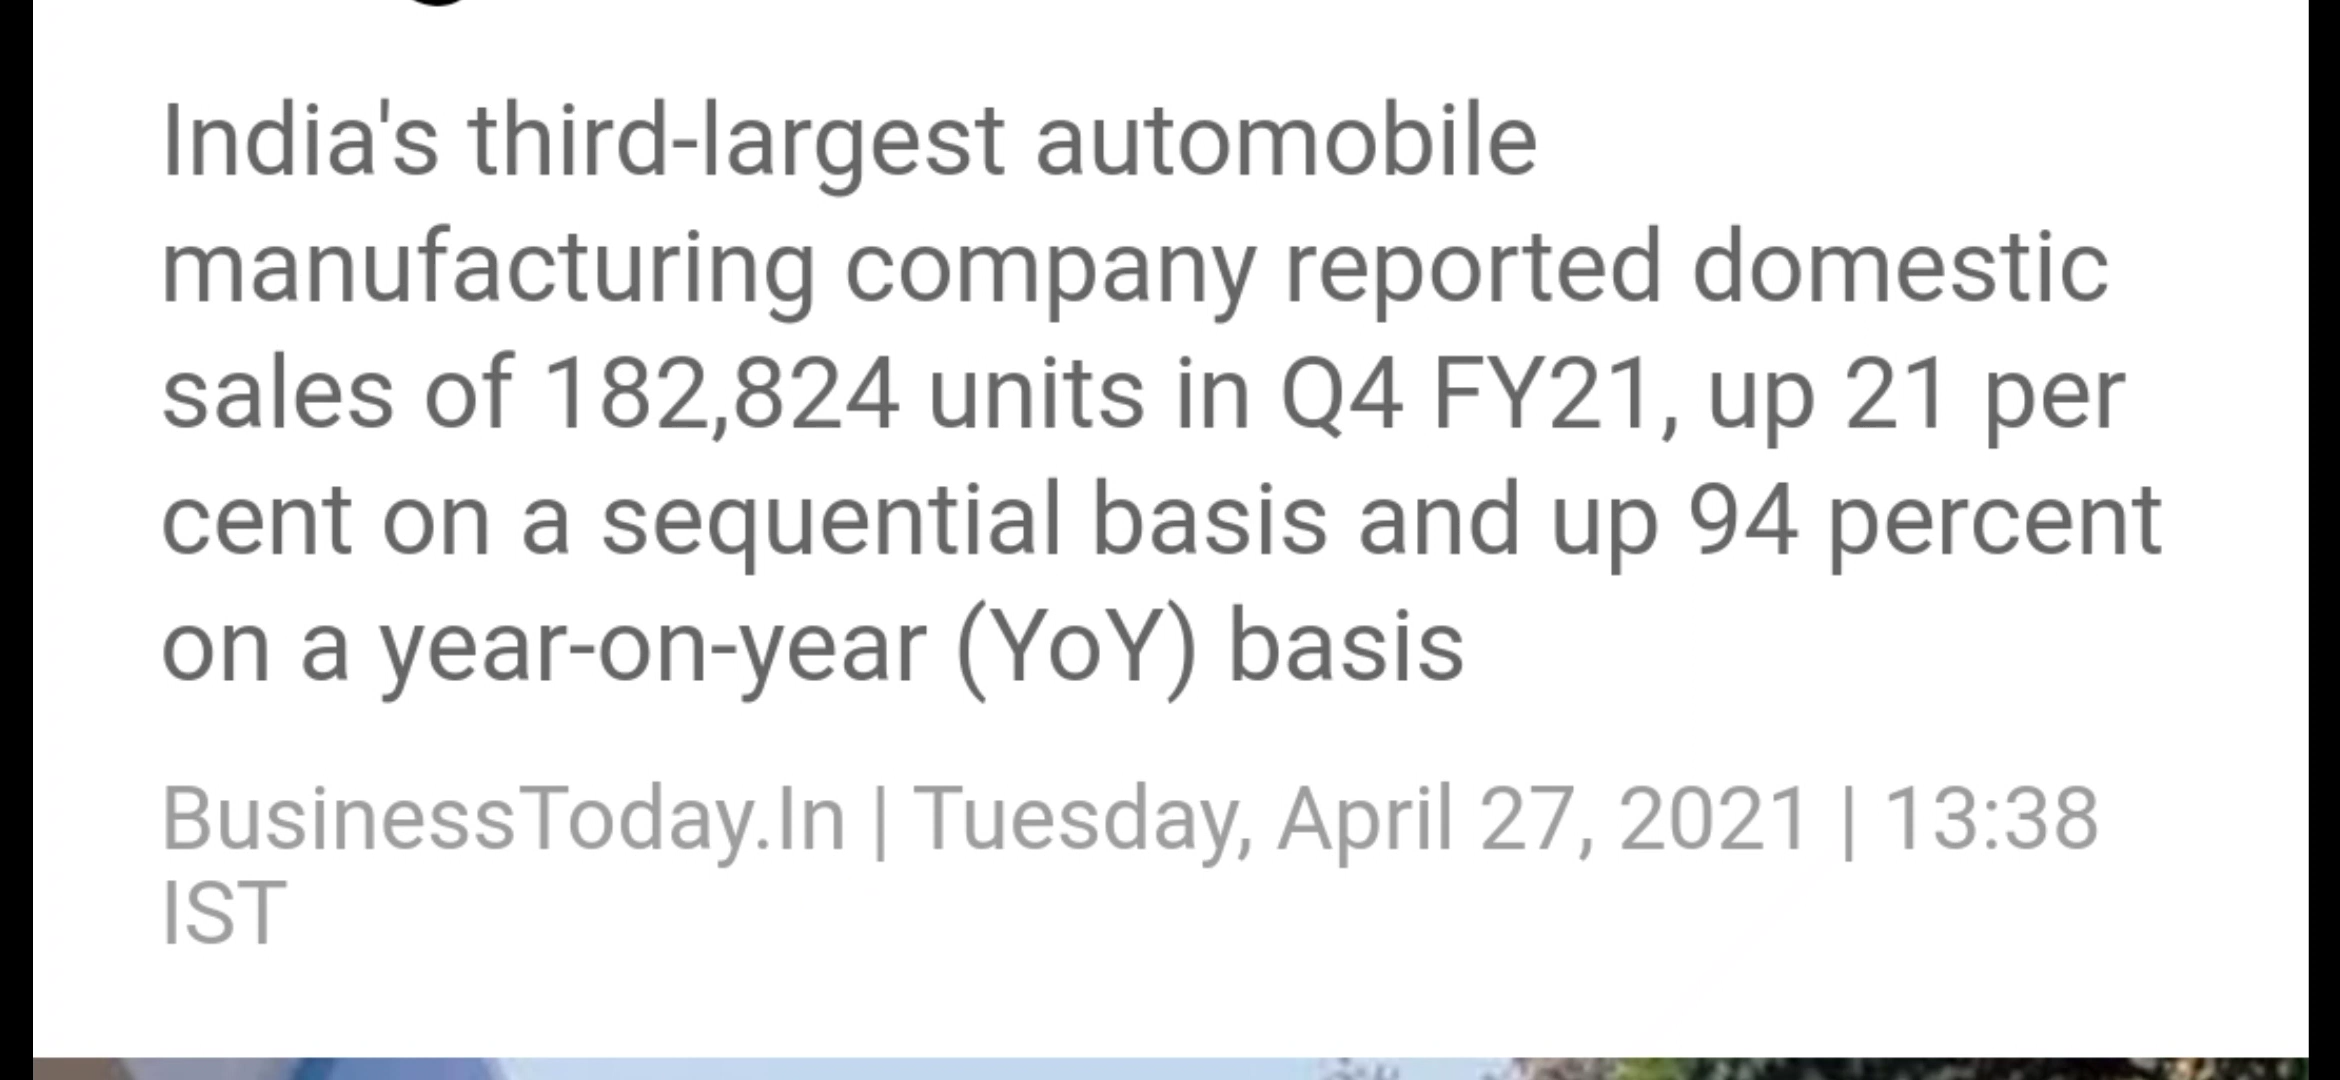 India's third-largest automobile
manufacturing company reported domestic
sales of 182,824 units in Q4 FY21, up 21 per
cent on a sequential basis and up 94 percent
on a year-on-year (YoY) basis
BusinessToday.In | Tuesday, April 27, 2021 | 13:38
IST